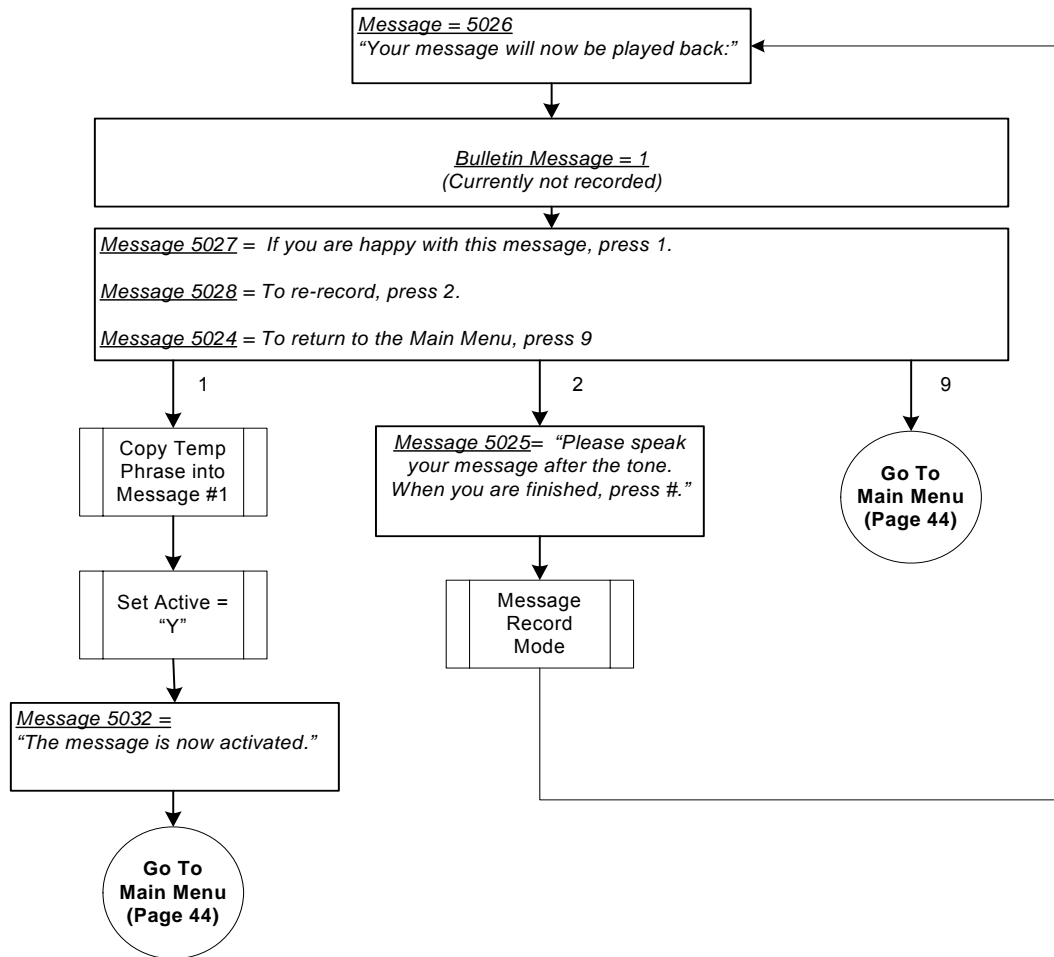 Message = 5026
“Your message will now be played back:”
Bulletin Message = 1
(Currently not recorded)
Message 5027 = If you are happy with this message, press 1.
Message 5028 = To re-record, press 2.
Message 5024 = To return to the Main Menu, press 9
1
2
9
Copy Temp
Phrase into
Message #1
Message 5025= “Please speak
your message after the tone.
When you are finished, press #.”
Go To
Main Menu
(Page 44)
Set Active =
“Y”
Message
Record
Mode
Message 5032 =
“The message is now activated.”
Go To
Main Menu
(Page 44)